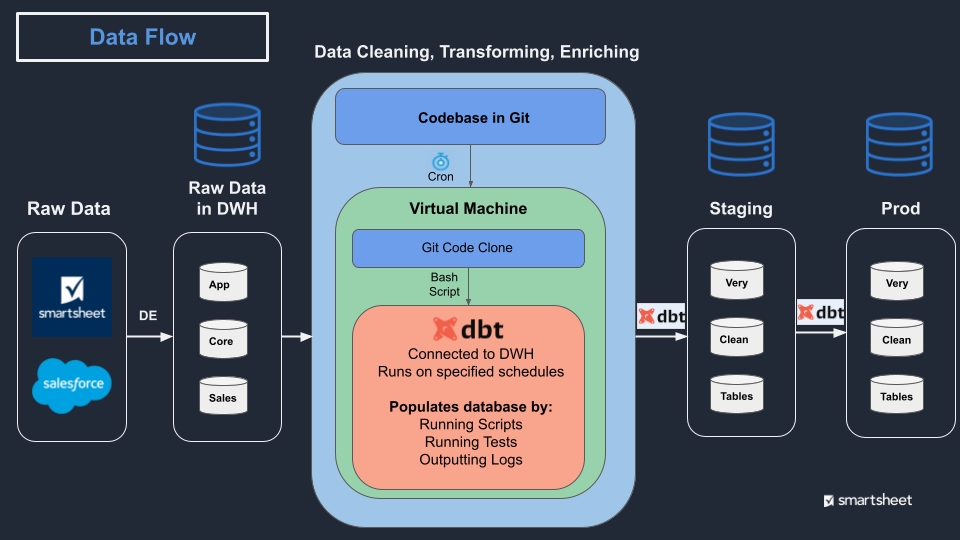 Data Flow
Data Cleaning, Transforming, Enriching
Codebase in Git
Cron
Raw Data
Raw Data
in DWH
Virtual Machine
Staging
Prod
smartsheet
salesforce
DE
App
Core
Sales
Git Code Clone
Bash
Script
dbt
Connected to DWH
Runs on specified schedules
Populates database by:
Running Scripts
Running Tests
Outputting Logs
dbt
Very
Clean
Tables
dbt
Very
Clean
Tables
smartsheet